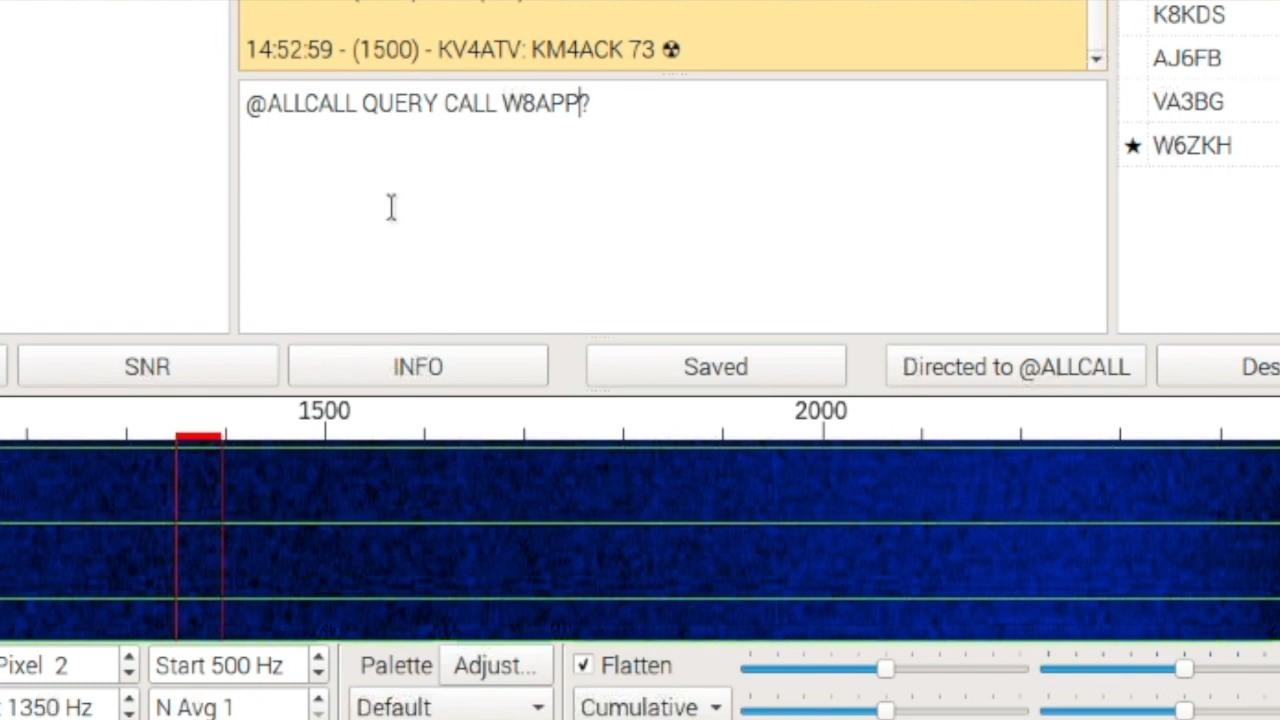 14:52:59 - (1500) - KV4ATV: KM4ACK 73 ☢
@ALLCALL QUERY CALL W8APP?
K8KDS
AJ6FB
VA3BG
★ W6ZKH
SNR
INFO
Saved
Directed to @ALLCALL
1500
2000
Pixel 2
Start 500 Hz
Palette
Adjust...
✓ Flatten
1350 Hz
N Avg 1
Default
Cumulative